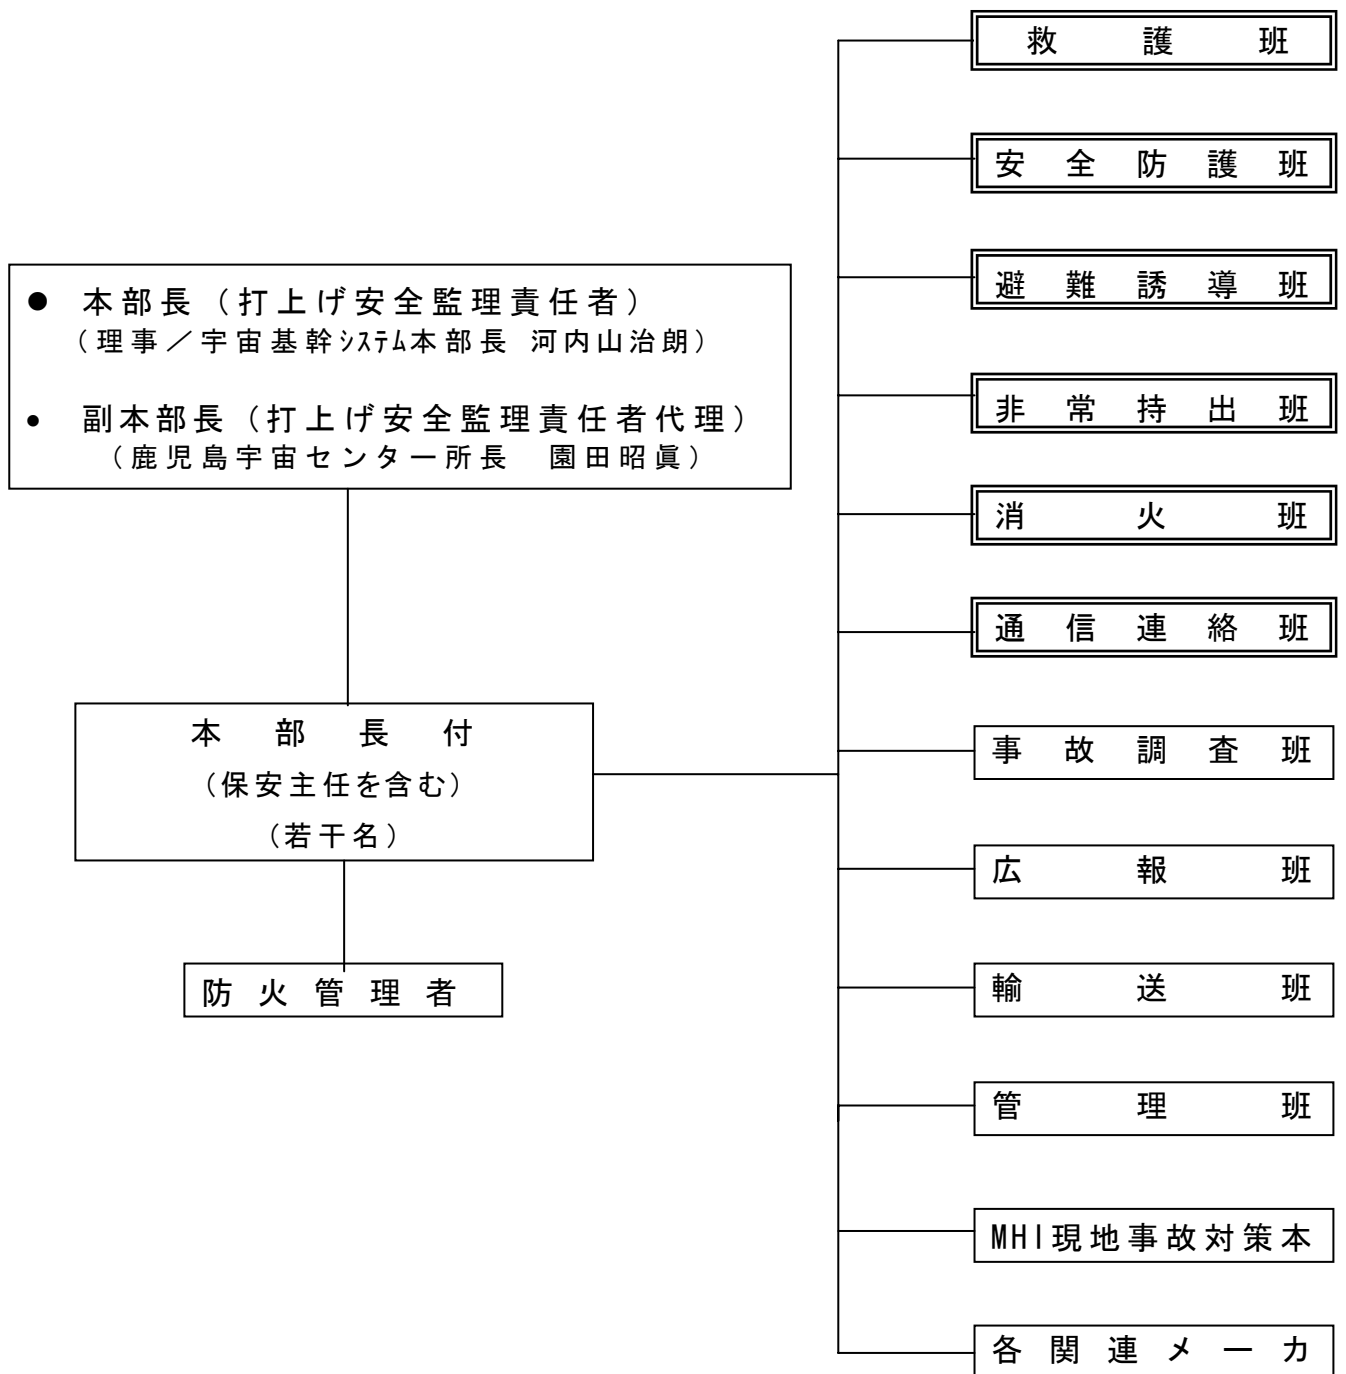 救護班
安全防護班
避難誘導班
● 本部長（打上げ安全監理責任者）
（理事／宇宙基幹ｼｽﾃﾑ本部長 河内山治朗）
• 副本部長（打上げ安全監理責任者代理）
（鹿児島宇宙センター所長 園田昭眞）
非常持出班
消火班
通信連絡班
本部長付
（保安主任を含む）
（若干名）
事故調査班
広報班
防火管理者
輸送班
管理班
MHI現地事故対策本
各関連メーカ